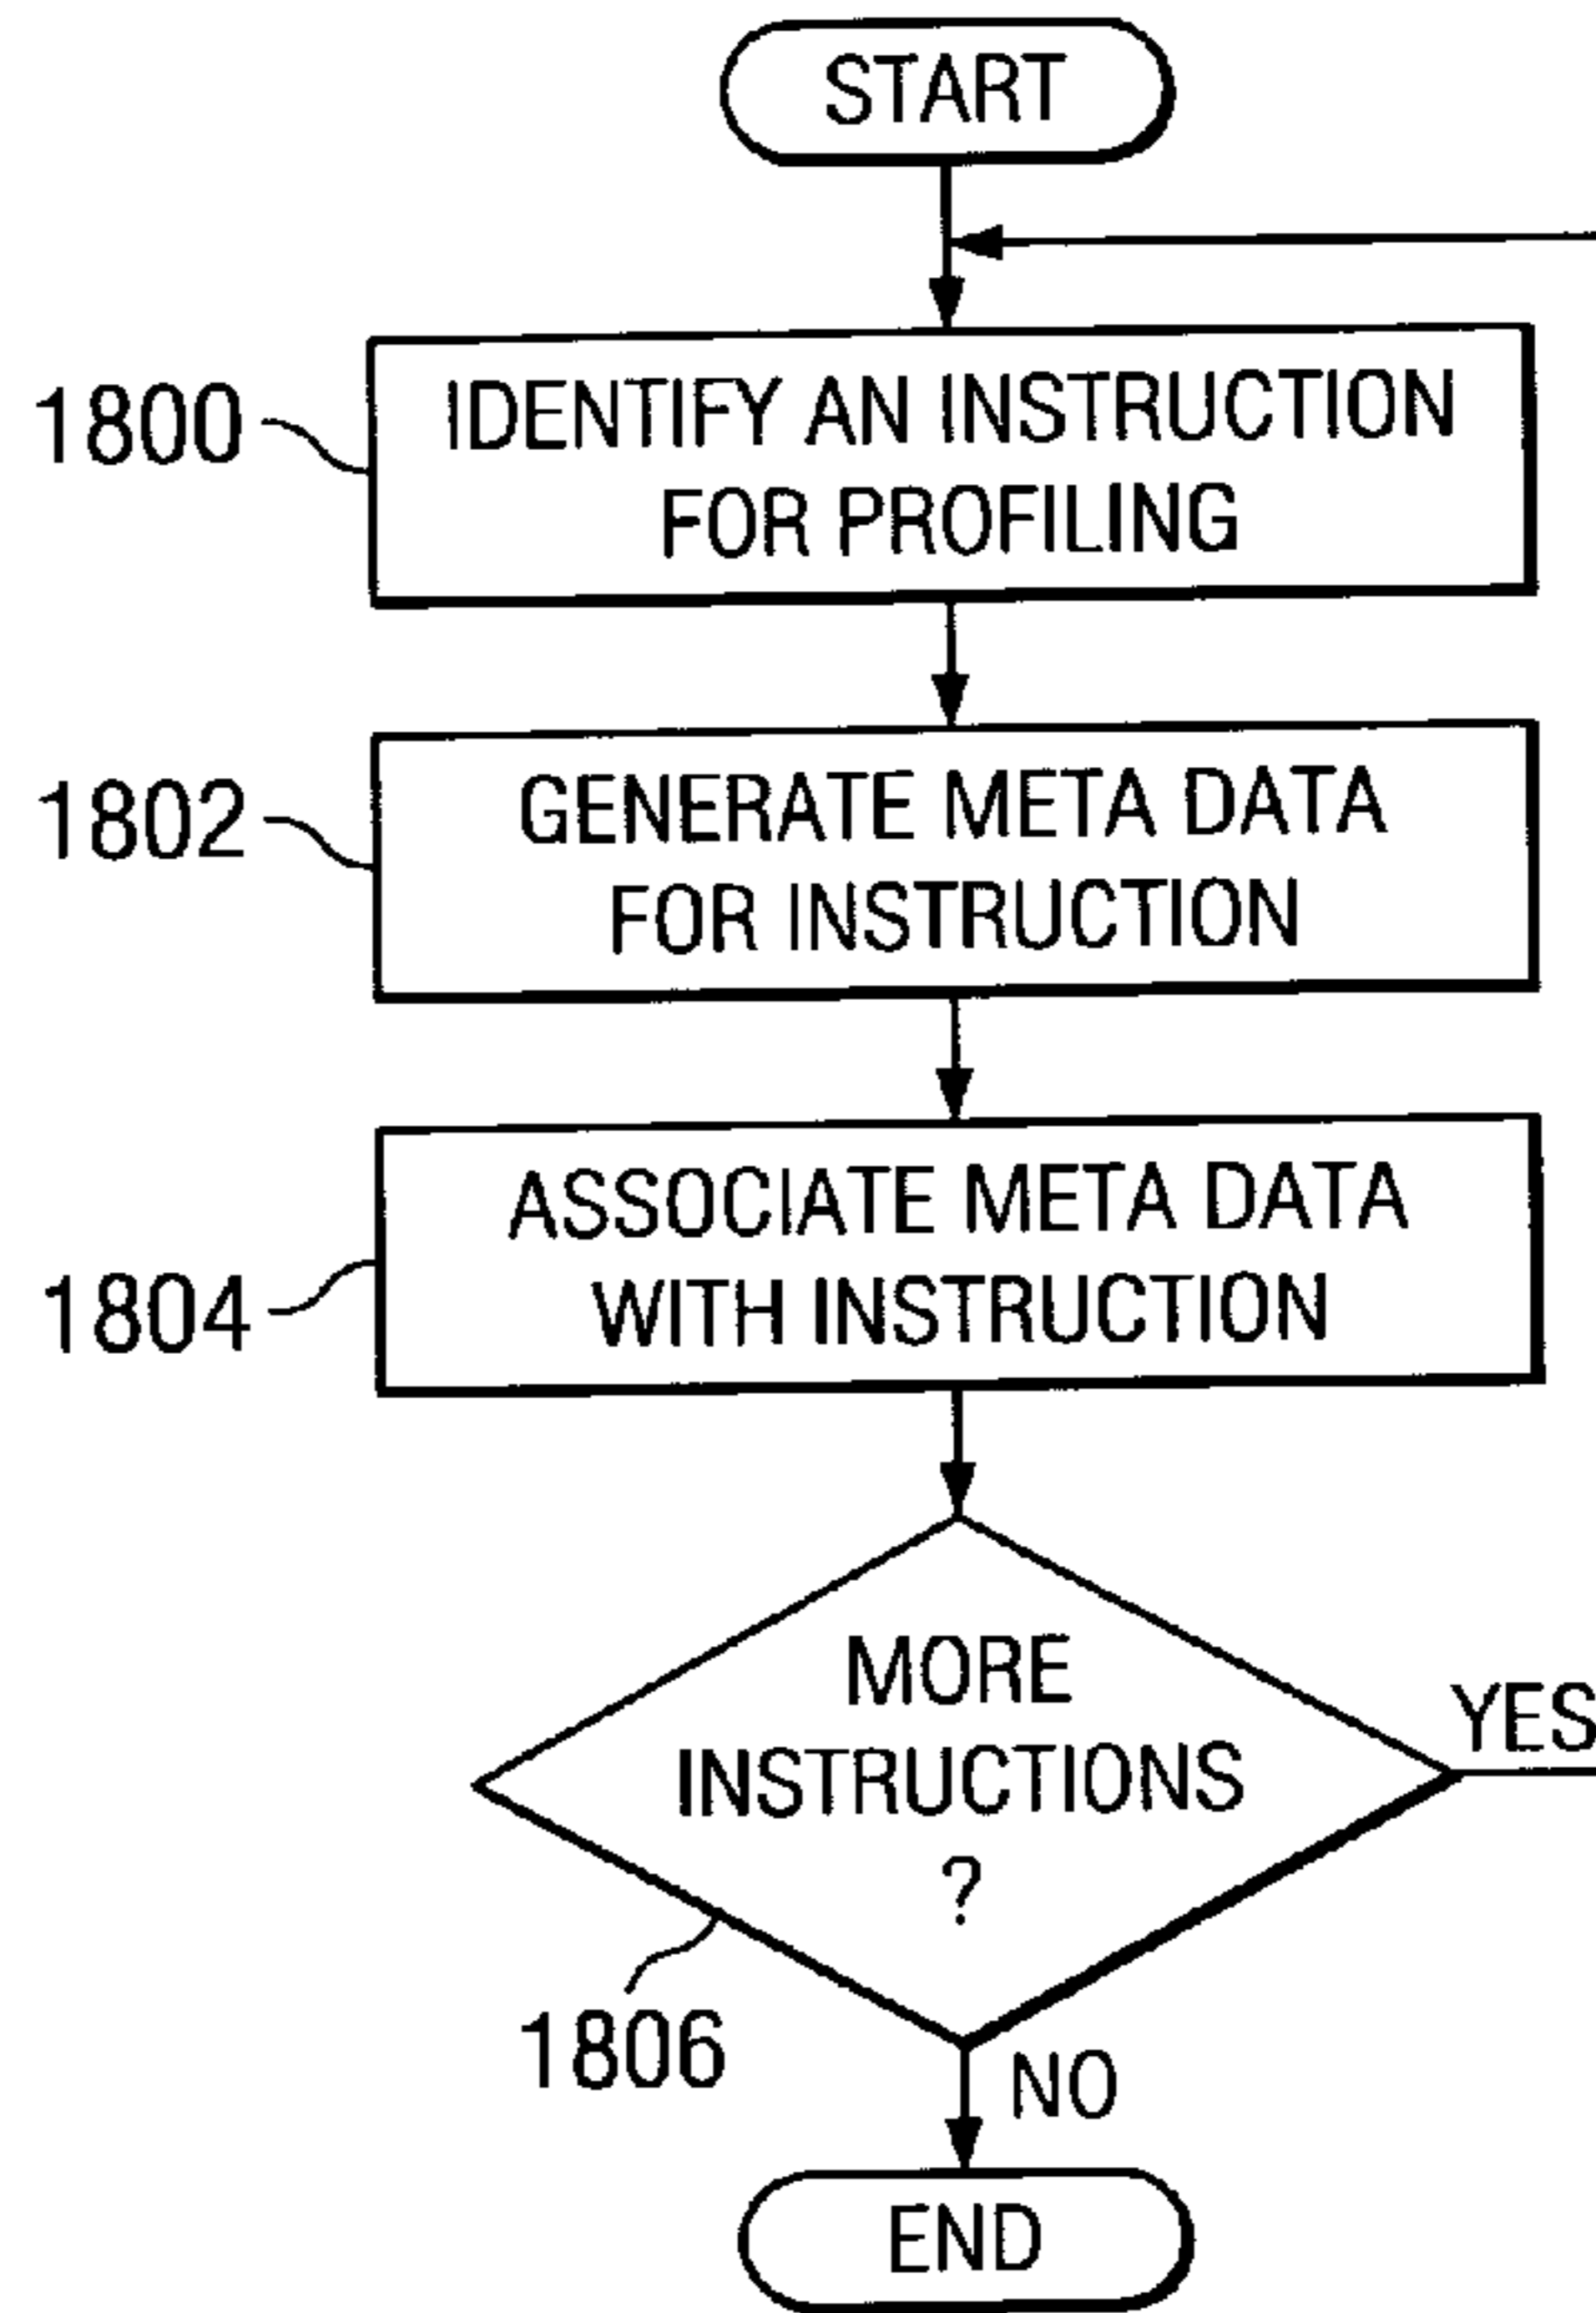 START
1800
IDENTIFY AN INSTRUCTION
FOR PROFILING
1802
GENERATE META DATA
FOR INSTRUCTION
1804
ASSOCIATE META DATA
WITH INSTRUCTION
MORE
INSTRUCTIONS
?
YES
1806
NO
END